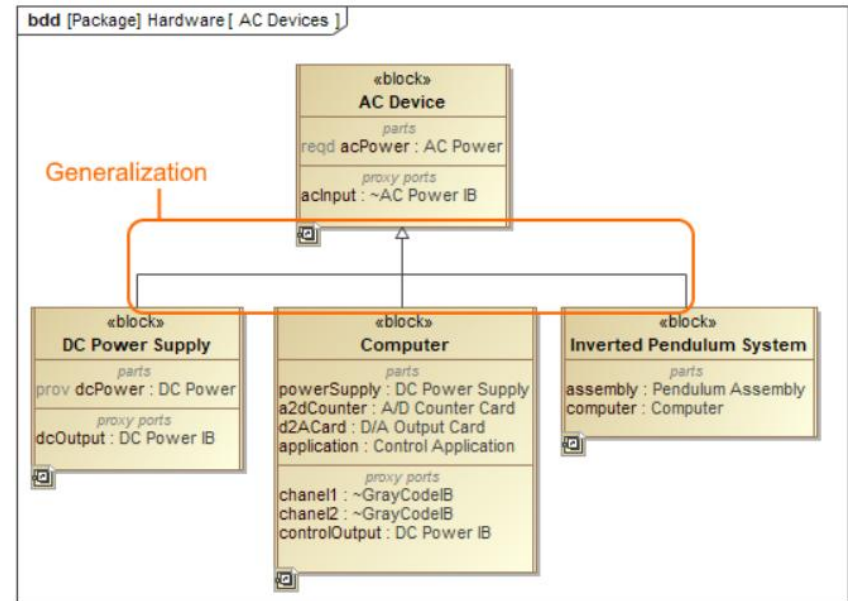 bdd [Package] Hardware [ AC Devices ]
«block»
AC Device
parts
reqd acPower : AC Power
proxy ports
acInput : ~AC Power IB
Generalization
«block»
DC Power Supply
parts
prov dcPower : DC Power
proxy ports
dcOutput : DC Power IB
«block»
Computer
parts
powerSupply : DC Power Supply
a2dCounter : A/D Counter Card
d2ACard : D/A Output Card
application : Control Application
proxy ports
chanel1 : ~GrayCodeIB
chanel2 : ~GrayCodeIB
controlOutput : DC Power IB
«block»
Inverted Pendulum System
parts
assembly : Pendulum Assembly
computer : Computer